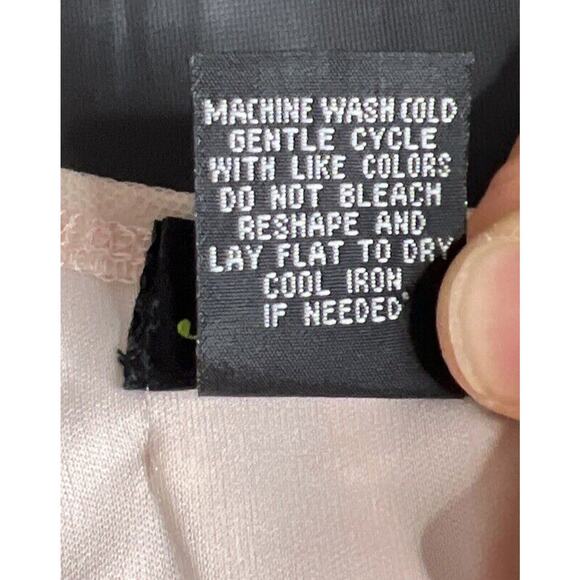 MACHINE WASH COLD
GENTLE CYCLE
WITH LIKE COLORS
DO NOT BLEACH
RESHAPE AND
LAY FLAT TO DRY
COOL IRON
IF NEEDED